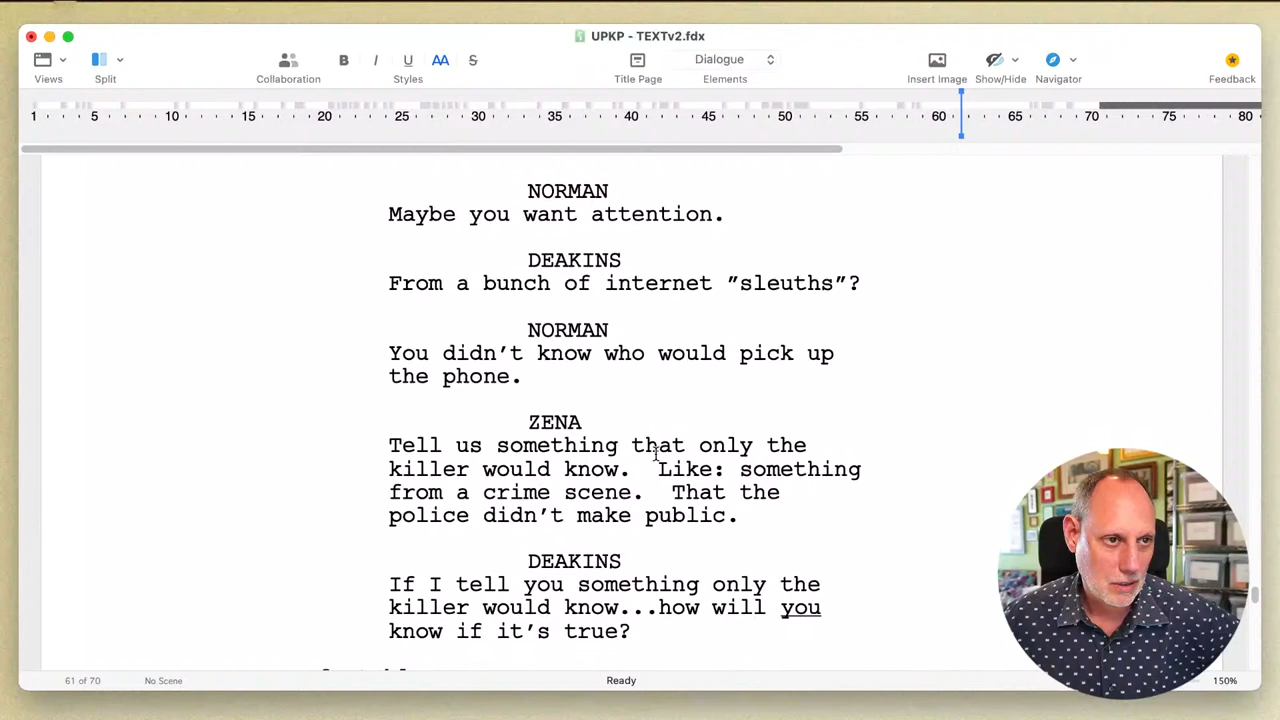 UPKP - TEXTv2.fdx
Views
Split
Collaboration
B I U AA S
Styles
Title Page
Dialogue
Elements
Insert Image
Show/Hide
Navigator
Feedback
1 5 10 15 20 25 30 35 40 45 50 55 60 65 70 75 80
NORMAN
Maybe you want attention.
DEAKINS
From a bunch of internet ”sleuths”?
NORMAN
You didn’t know who would pick up
the phone.
ZENA
Tell us something that only the
killer would know.  Like: something
from a crime scene.  That the
police didn’t make public.
DEAKINS
If I tell you something only the
killer would know...how will you
know if it’s true?
61 of 70
No Scene
Ready
150%